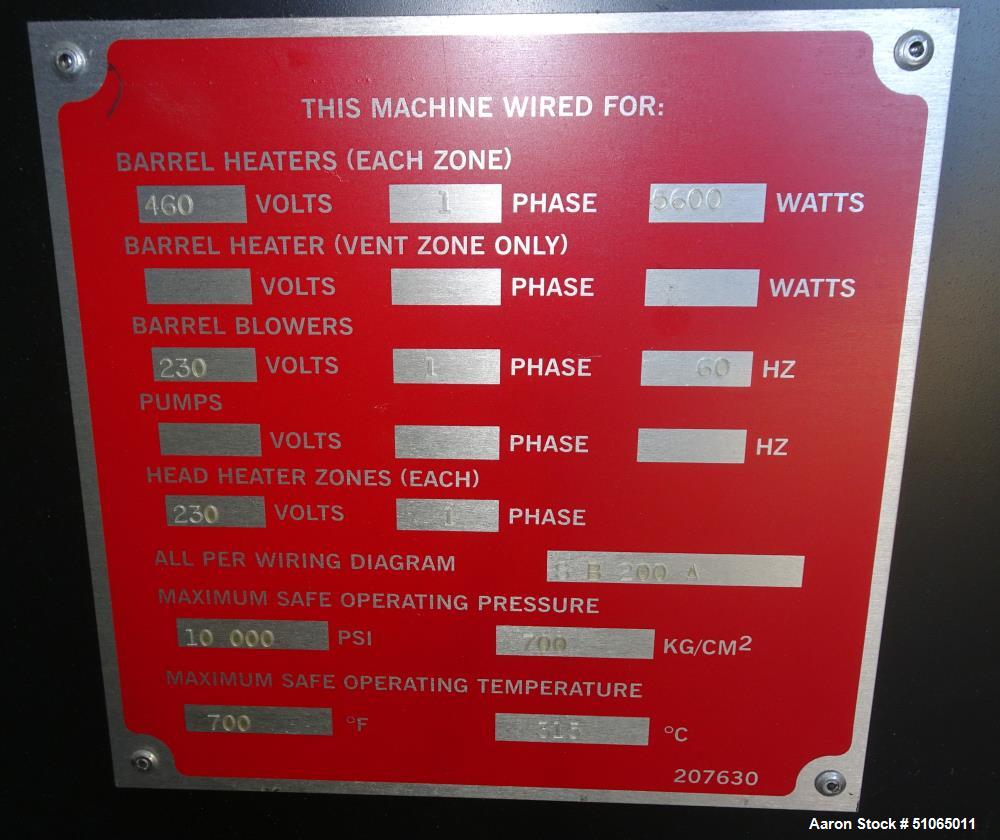 THIS MACHINE WIRED FOR:
BARREL HEATERS (EACH ZONE)
460 VOLTS 1 PHASE 5600 WATTS
BARREL HEATER (VENT ZONE ONLY)
VOLTS PHASE WATTS
BARREL BLOWERS
230 VOLTS 1 PHASE 60 HZ
PUMPS
VOLTS PHASE HZ
HEAD HEATER ZONES (EACH)
230 VOLTS 1 PHASE
ALL PER WIRING DIAGRAM B 200 A
MAXIMUM SAFE OPERATING PRESSURE
10 000 PSI 700 KG/CM2
MAXIMUM SAFE OPERATING TEMPERATURE
700 °F °C
207630
Aaron Stock # 51065011